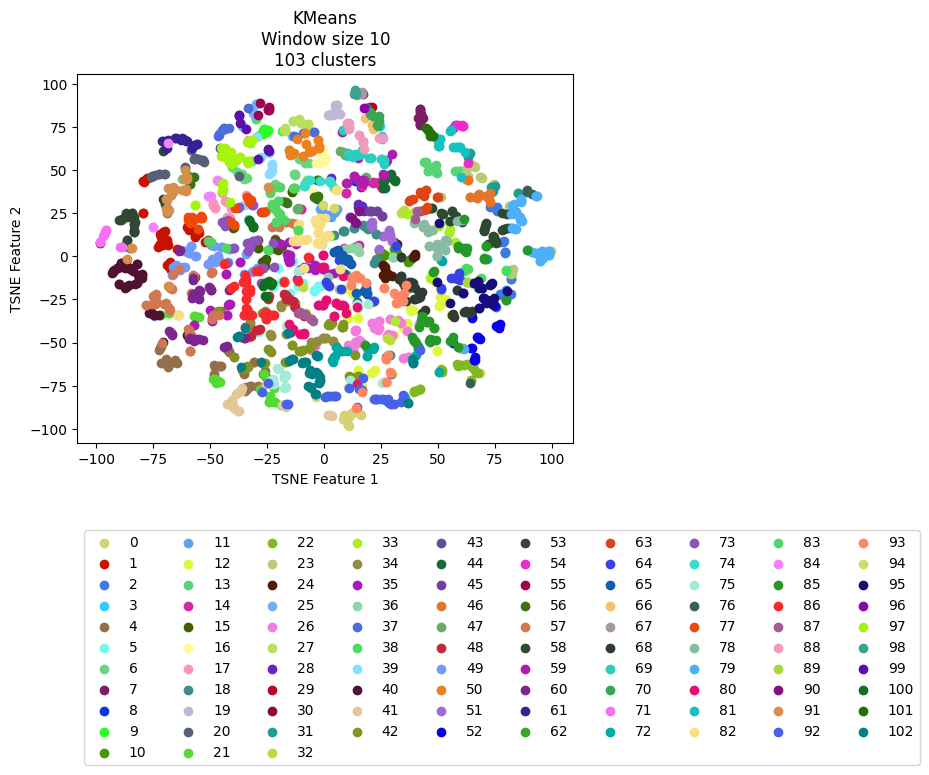 KMeans
Window size 10
103 clusters
100
75
50
25
0
−25
−50
−75
−100
TSNE Feature 2
−100 −75 −50 −25 0 25 50 75 100
TSNE Feature 1
0 11 22 33 43 53 63 73 83 93
1 12 23 34 44 54 64 74 84 94
2 13 24 35 45 55 65 75 85 95
3 14 25 36 46 56 66 76 86 96
4 15 26 37 47 57 67 77 87 97
5 16 27 38 48 58 68 78 88 98
6 17 28 39 49 59 69 79 89 99
7 18 29 40 50 60 70 80 90 100
8 19 30 41 51 61 71 81 91 101
9 20 31 42 52 62 72 82 92 102
10 21 32